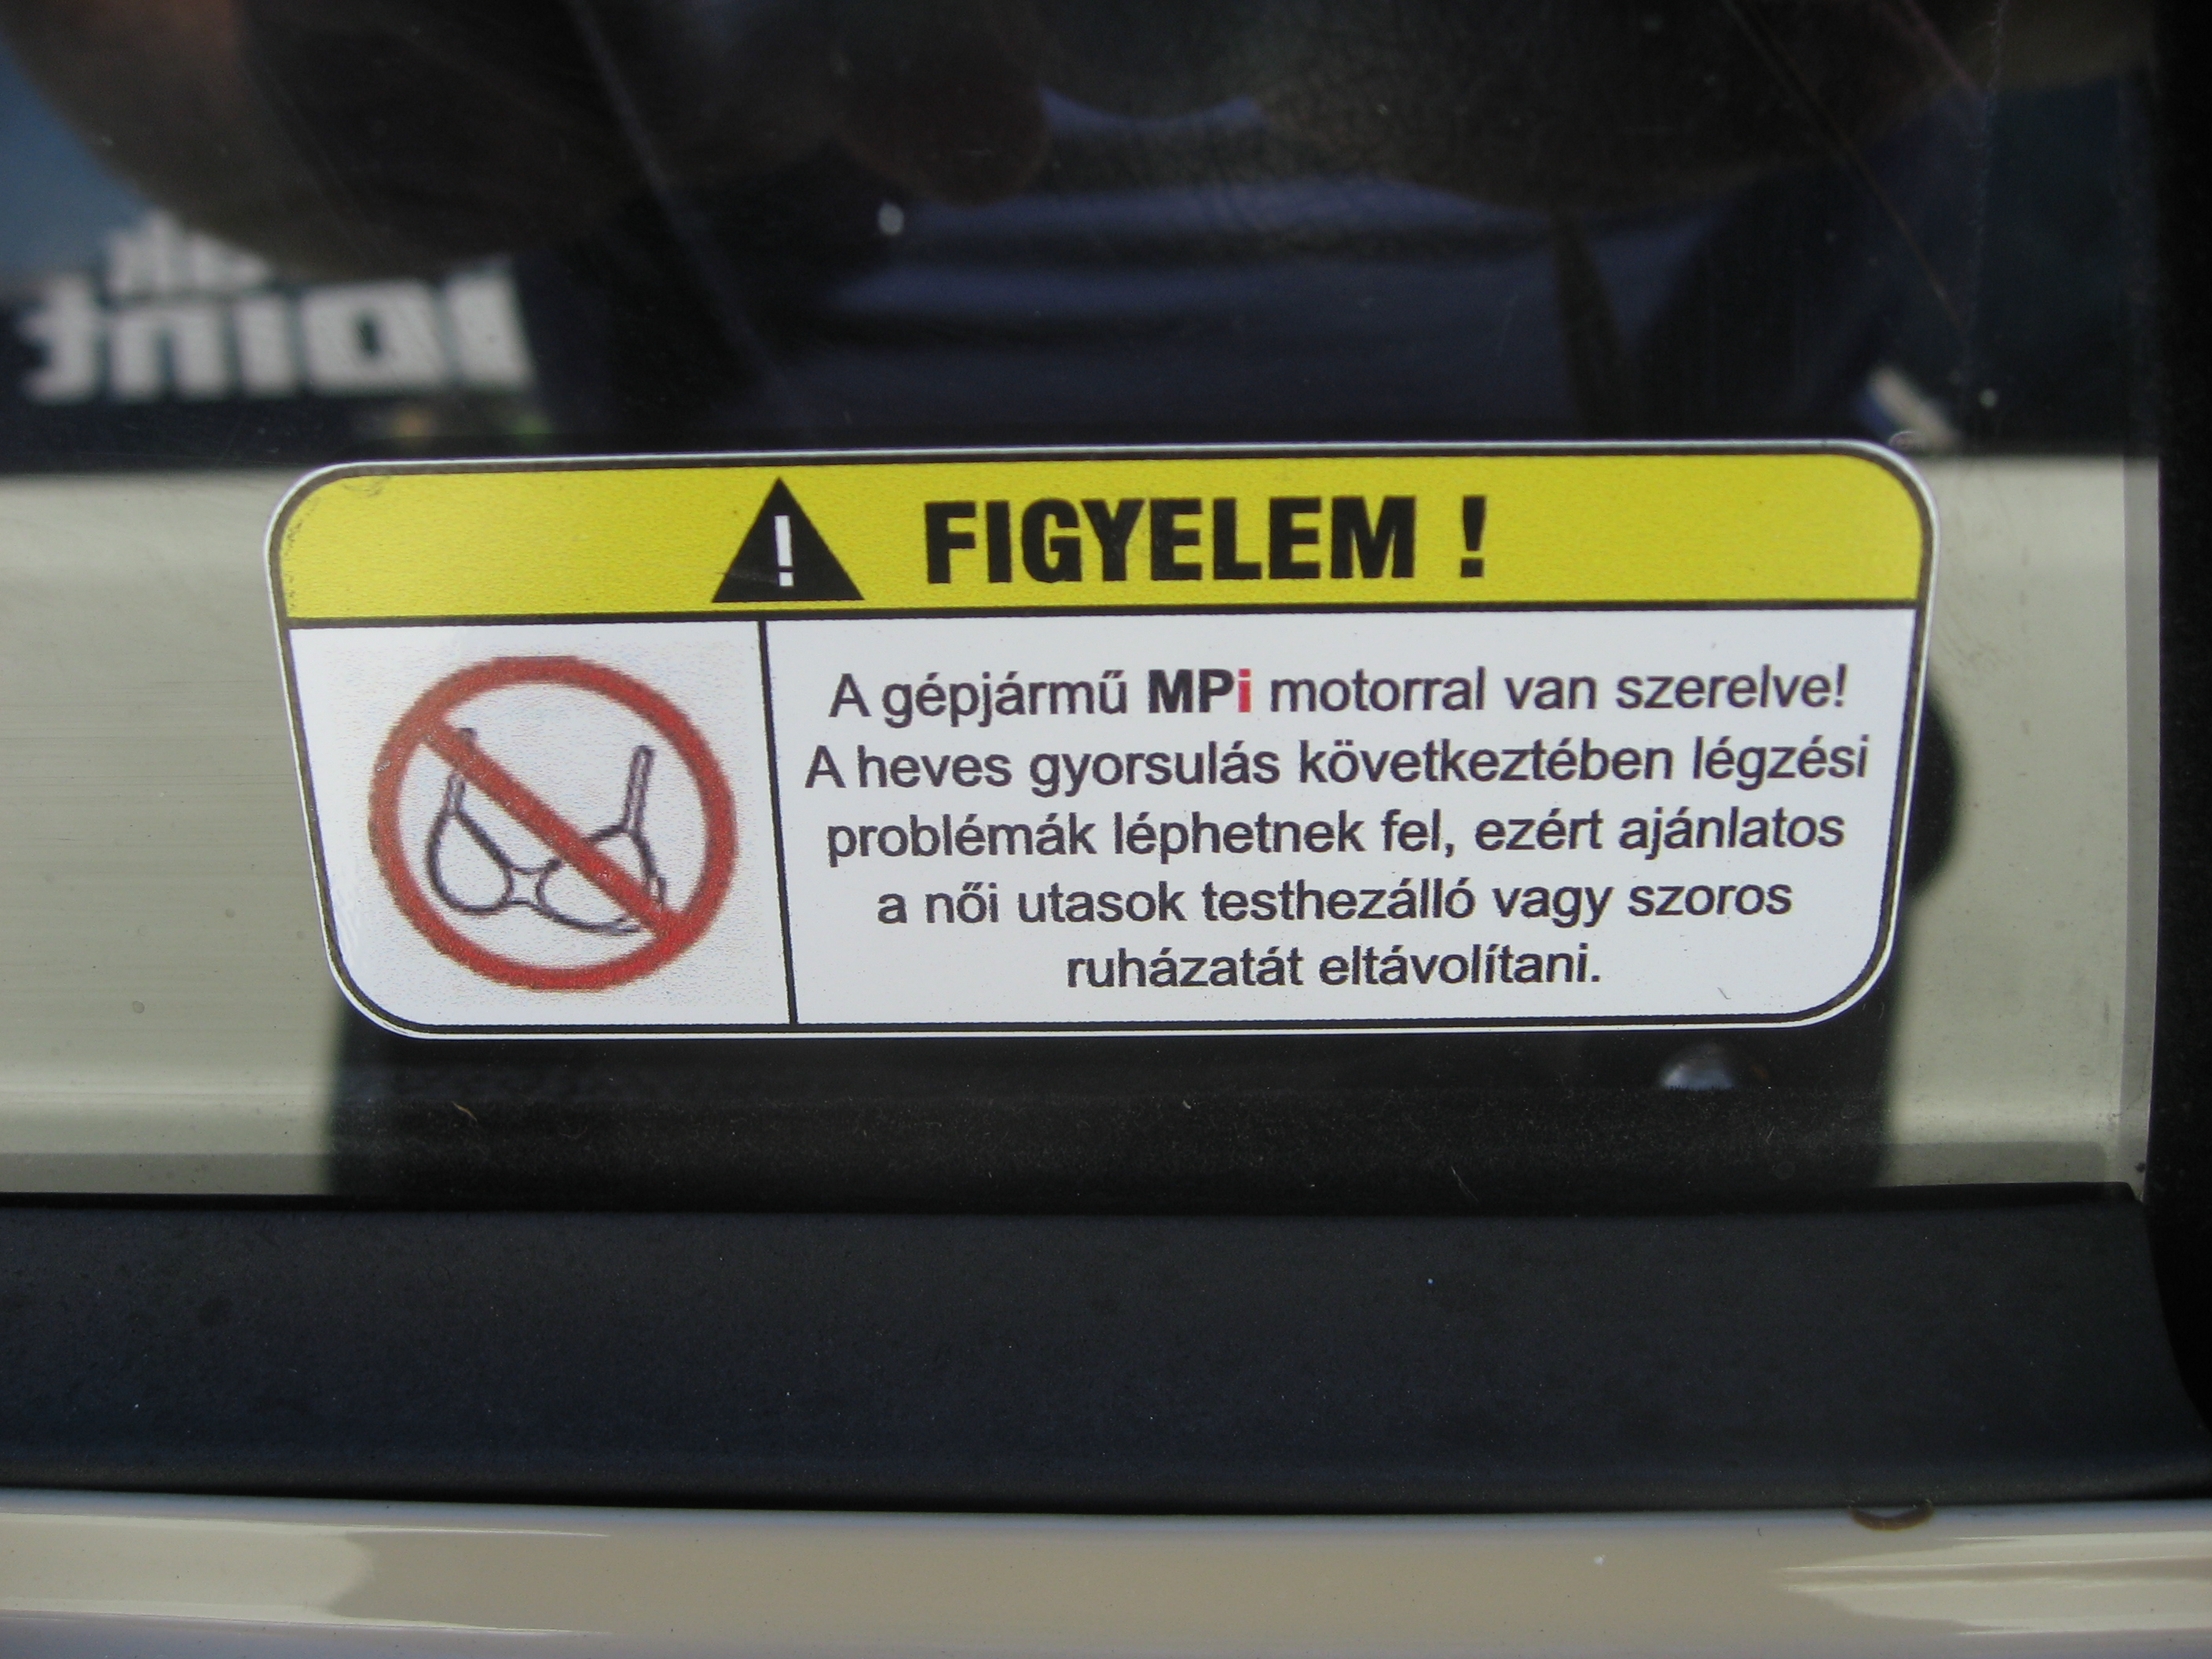 FIGYELEM !
A gépjármű MPi motorral van szerelve!
A heves gyorsulás következtében légzési
problémák léphetnek fel, ezért ajánlatos
a női utasok testhezálló vagy szoros
ruházatát eltávolítani.